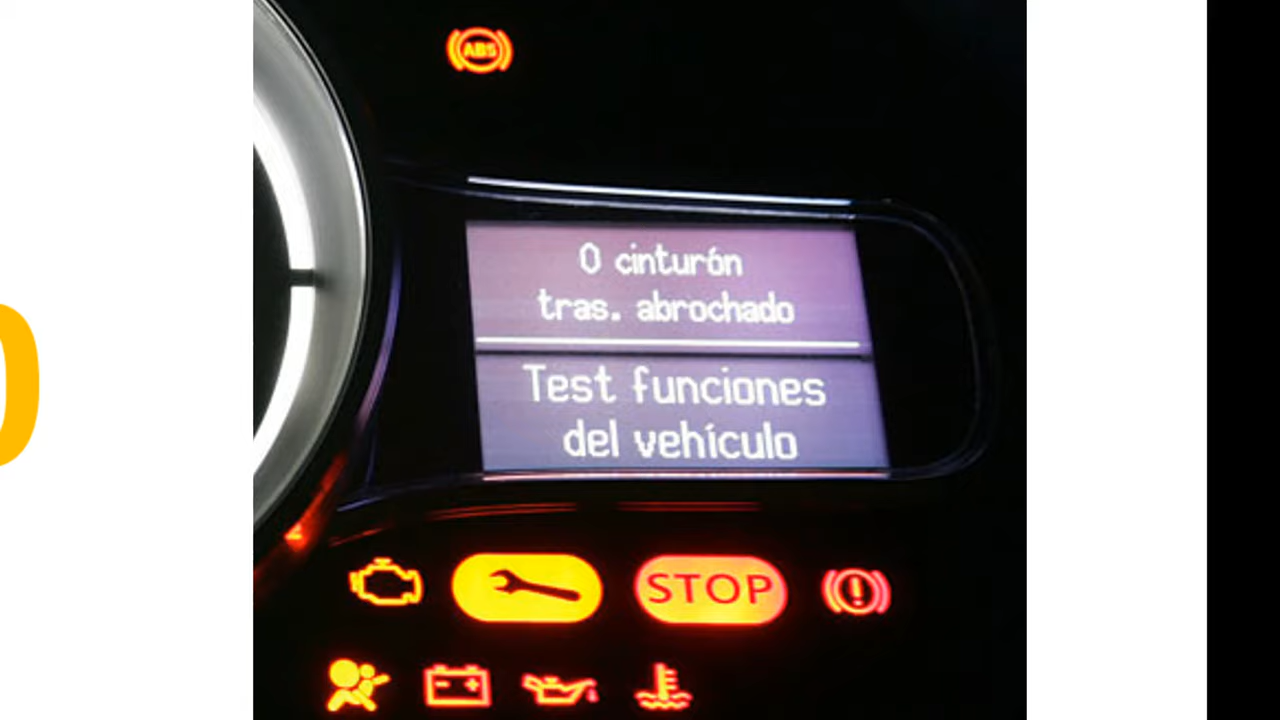 ABS
0 cinturón
tras. abrochado
Test funciones
del vehículo
STOP